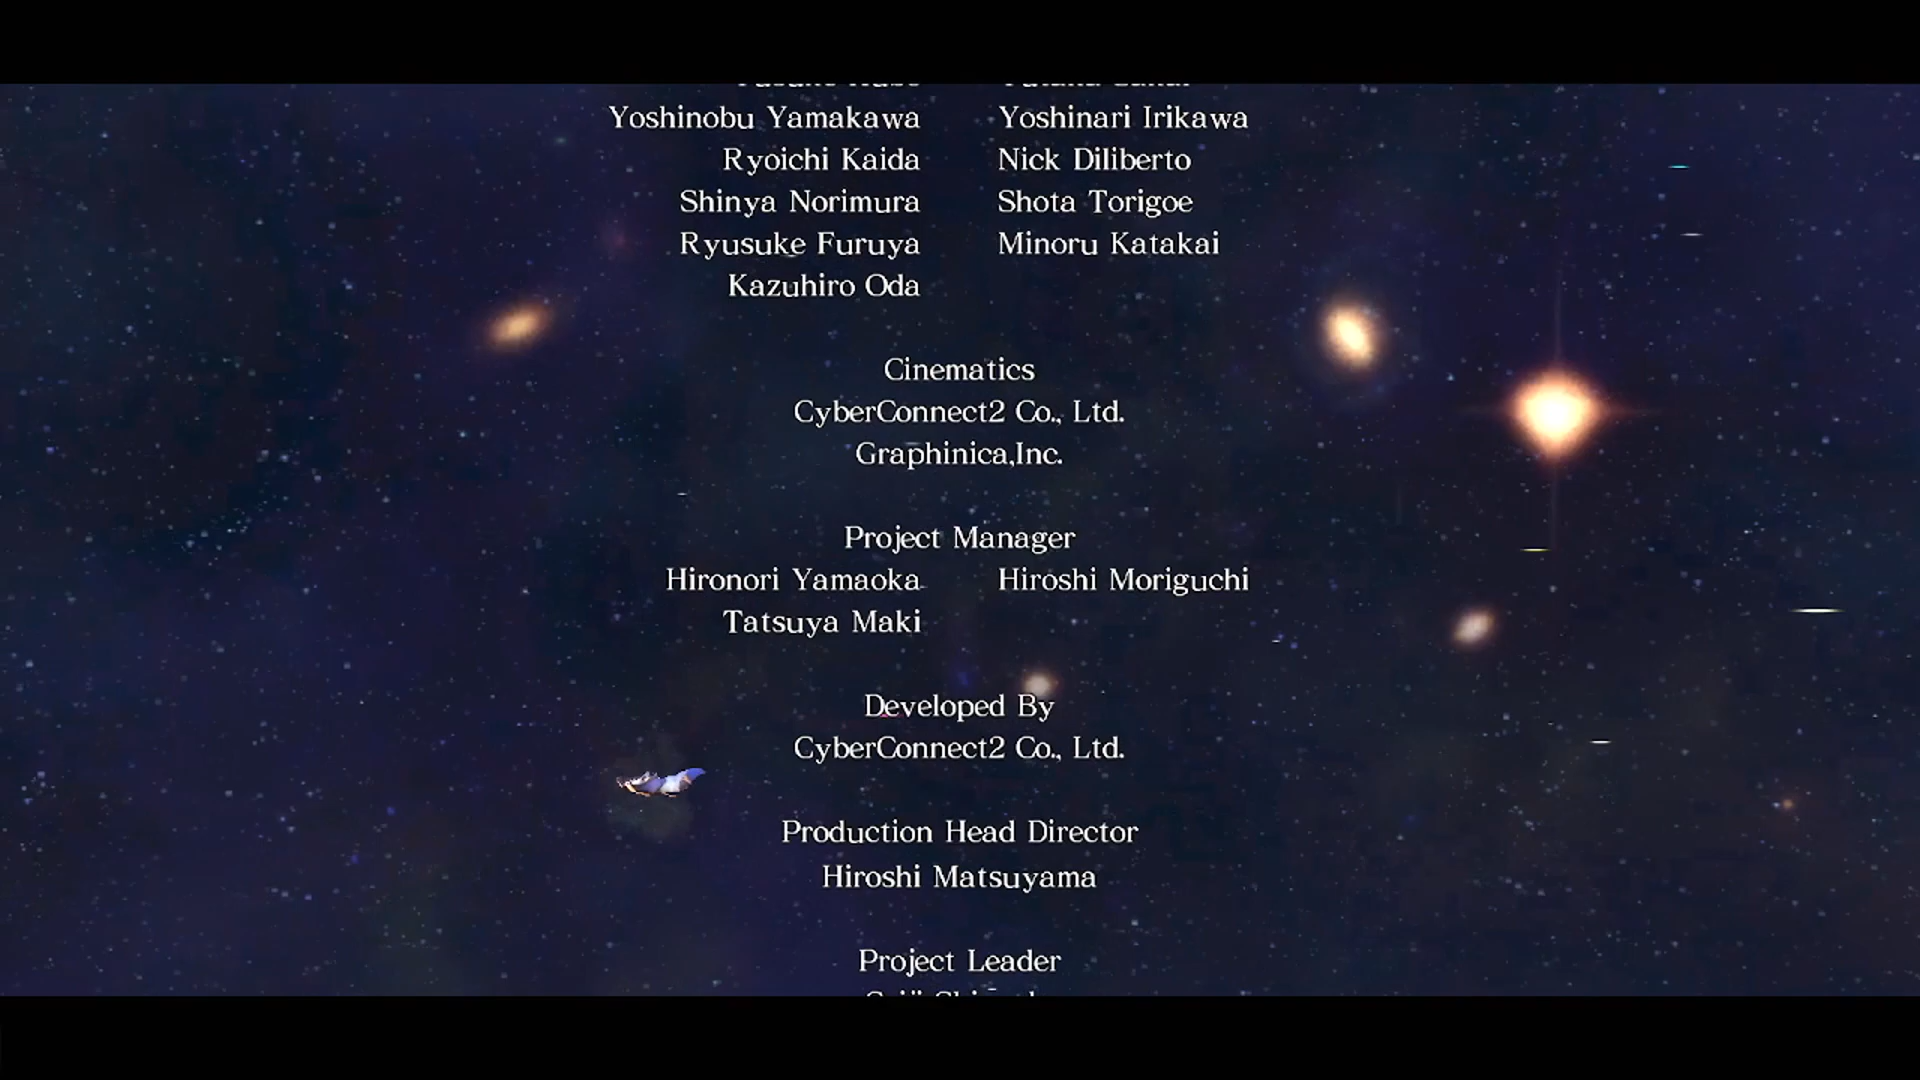 Yoshinobu Yamakawa Yoshinari Irikawa
Ryoichi Kaida Nick Diliberto
Shinya Norimura Shota Torigoe
Ryusuke Furuya Minoru Katakai
Kazuhiro Oda
Cinematics
CyberConnect2 Co., Ltd.
Graphinica,Inc.
Project Manager
Hironori Yamaoka Hiroshi Moriguchi
Tatsuya Maki
Developed By
CyberConnect2 Co., Ltd.
Production Head Director
Hiroshi Matsuyama
Project Leader